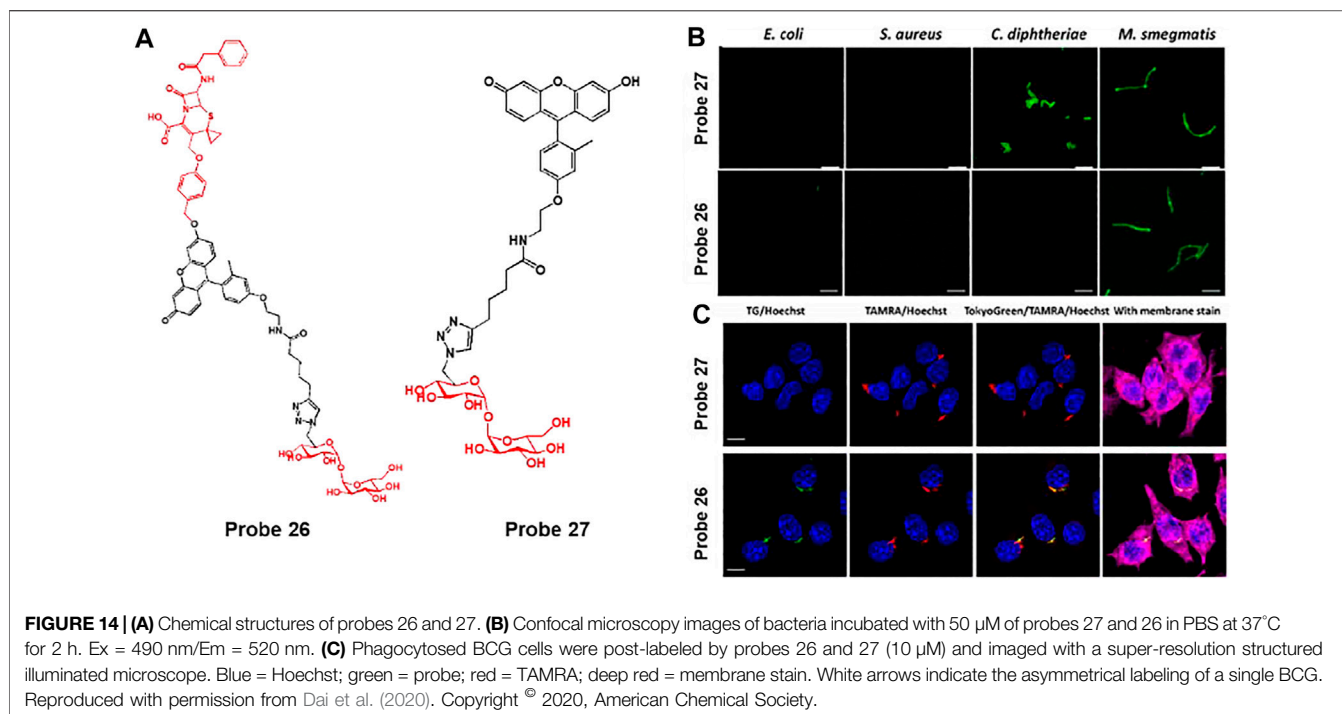 A
B
E. coli
S. aureus
C. diphtheriae
M. smegmatis
Probe 27
Probe 26
C
TG/Hoechst
TAMRA/Hoechst
TokyoGreen/TAMRA/Hoechst
With membrane stain
Probe 27
Probe 26
Probe 26
Probe 27
FIGURE 14 | (A) Chemical structures of probes 26 and 27. (B) Confocal microscopy images of bacteria incubated with 50 µM of probes 27 and 26 in PBS at 37°C
for 2 h. Ex = 490 nm/Em = 520 nm. (C) Phagocytosed BCG cells were post-labeled by probes 26 and 27 (10 µM) and imaged with a super-resolution structured
illuminated microscope. Blue = Hoechst; green = probe; red = TAMRA; deep red = membrane stain. White arrows indicate the asymmetrical labeling of a single BCG.
Reproduced with permission from Dai et al. (2020). Copyright © 2020, American Chemical Society.